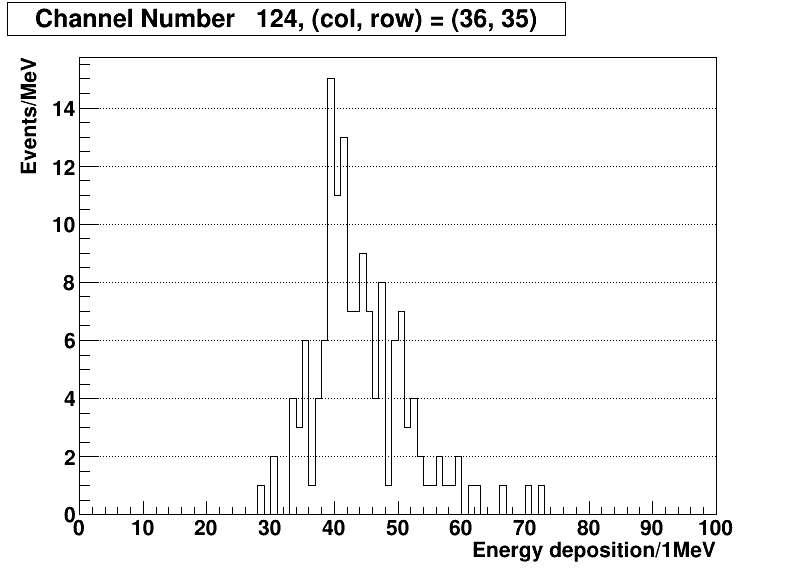 Channel Number 124, (col, row) = (36, 35)
Events/MeV
14
12
10
8
6
4
2
0
0 10 20 30 40 50 60 70 80 90 100
Energy deposition/1MeV